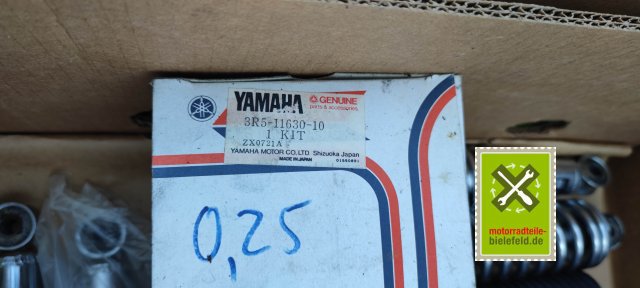 YAMAHA
GENUINE
parts & accessories.
3R5-11630-10
1 KIT
ZX0721A
YAMAHA MOTOR CO., LTD. Shizuoka Japan
MADE IN JAPAN
0,25
motorradteile-
bielefeld.de